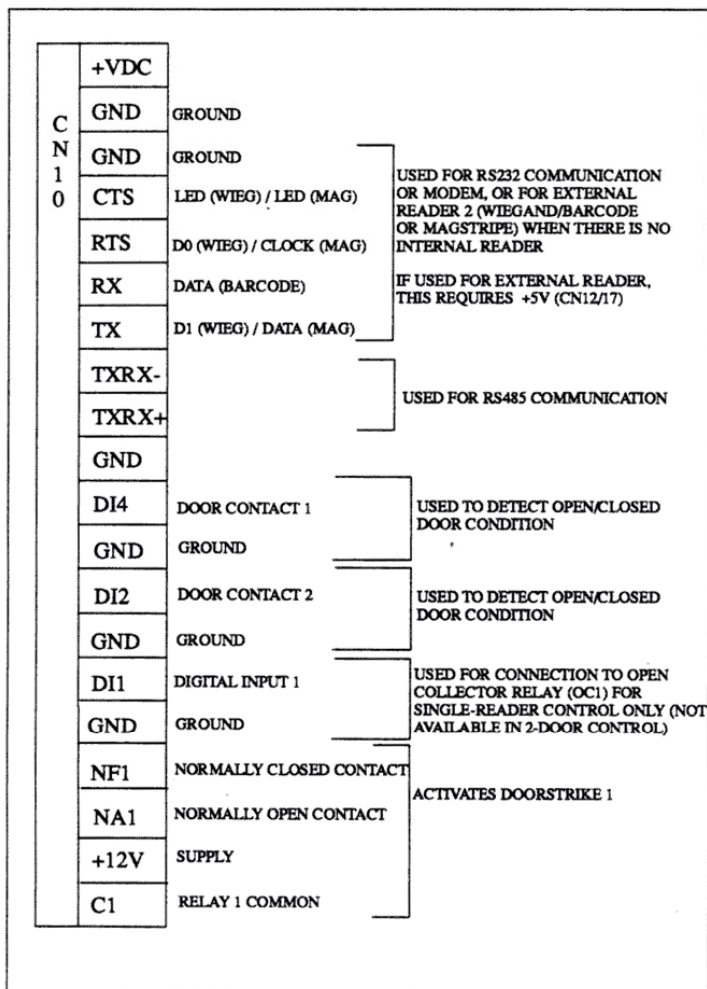 CN10
+VDC
GND GROUND
GND GROUND
CTS LED (WIEG) / LED (MAG)
RTS D0 (WIEG) / CLOCK (MAG)
RX DATA (BARCODE)
TX D1 (WIEG) / DATA (MAG)
USED FOR RS232 COMMUNICATION
OR MODEM, OR FOR EXTERNAL
READER 2 (WIEGAND/BARCODE
OR MAGSTRIPE) WHEN THERE IS NO
INTERNAL READER
IF USED FOR EXTERNAL READER,
THIS REQUIRES +5V (CN12/17)
TXRX-
TXRX+
USED FOR RS485 COMMUNICATION
GND
DI4 DOOR CONTACT 1
GND GROUND
USED TO DETECT OPEN/CLOSED
DOOR CONDITION
DI2 DOOR CONTACT 2
GND GROUND
USED TO DETECT OPEN/CLOSED
DOOR CONDITION
DI1 DIGITAL INPUT 1
GND GROUND
USED FOR CONNECTION TO OPEN
COLLECTOR RELAY (OC1) FOR
SINGLE-READER CONTROL ONLY (NOT
AVAILABLE IN 2-DOOR CONTROL)
NF1 NORMALLY CLOSED CONTACT
NA1 NORMALLY OPEN CONTACT
+12V SUPPLY
C1 RELAY 1 COMMON
ACTIVATES DOORSTRIKE 1